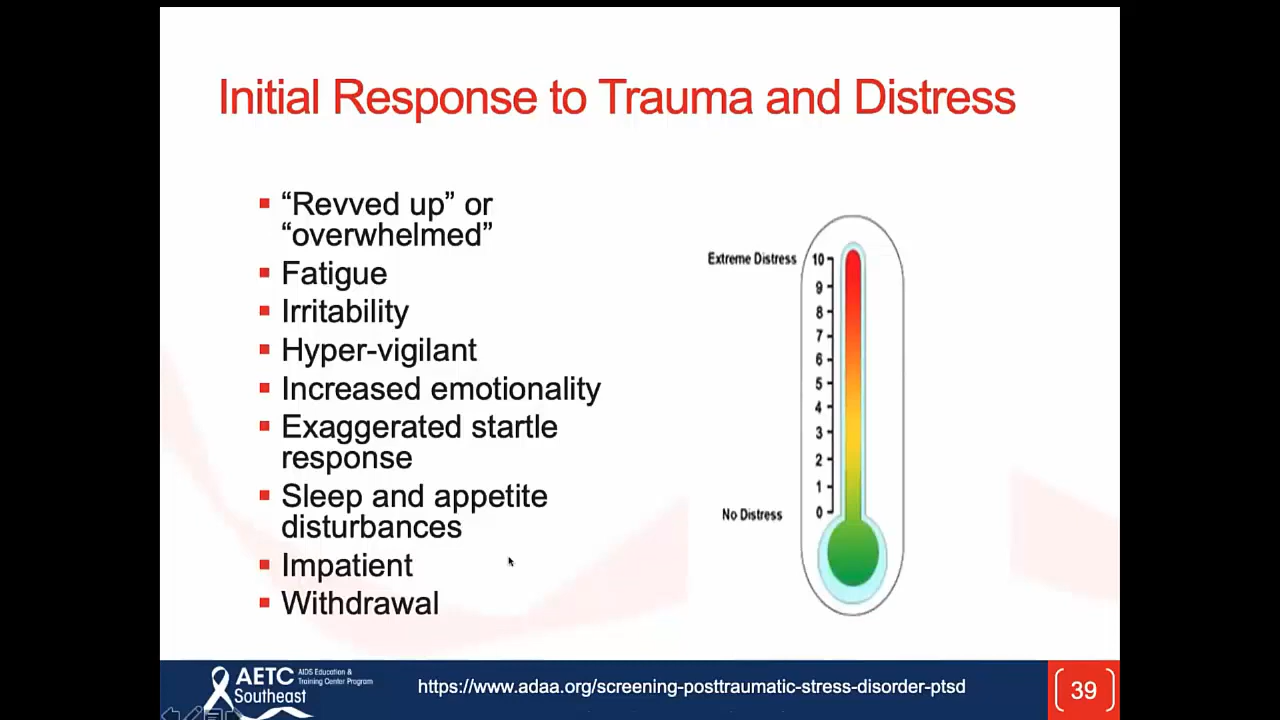 Initial Response to Trauma and Distress
“Revved up” or
“overwhelmed”
Fatigue
Irritability
Hyper-vigilant
Increased emotionality
Exaggerated startle
response
Sleep and appetite
disturbances
Impatient
Withdrawal
Extreme Distress
10
9
8
7
6
5
4
3
2
1
0
No Distress
AETC
Southeast
AIDS Education &
Training Center Program
https://www.adaa.org/screening-posttraumatic-stress-disorder-ptsd
39